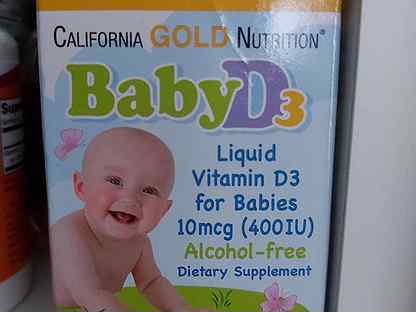 CALIFORNIA GOLD NUTRITION®
BabyD3
Liquid
Vitamin D3
for Babies
10mcg (400IU)
Alcohol-free
Dietary Supplement